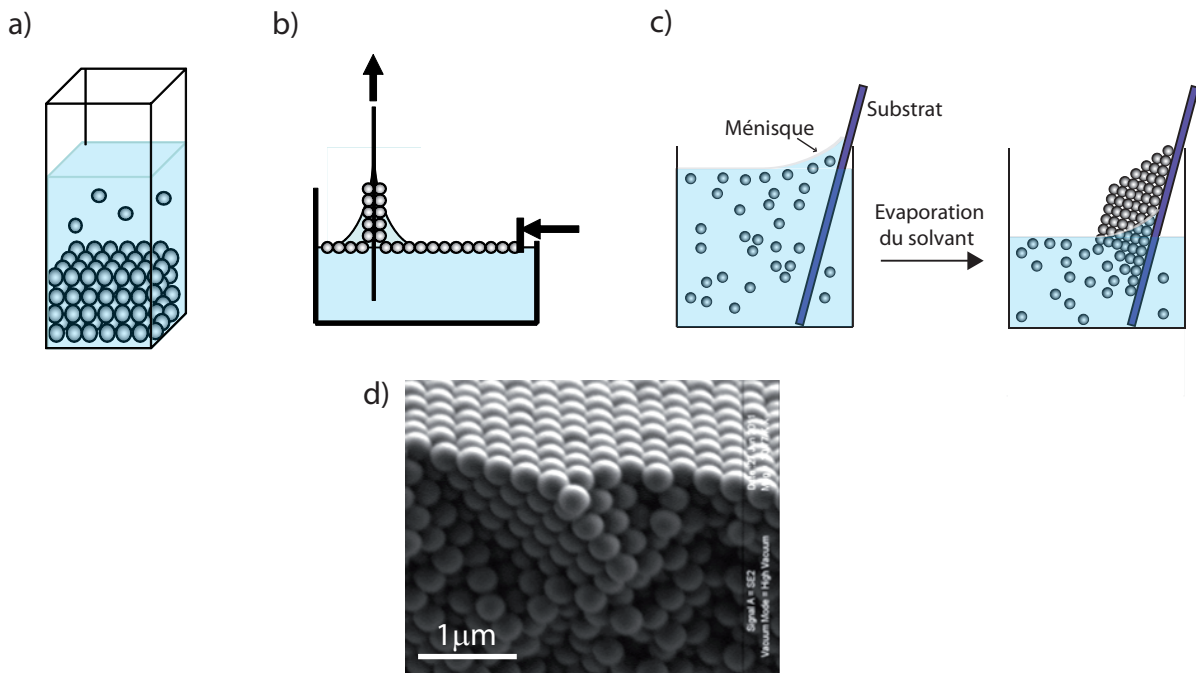 a)
b)
c)
Substrat
Ménisque
Evaporation
du solvant
d)
Signal A = SE2
Vacuum Mode = High Vacuum
1μm